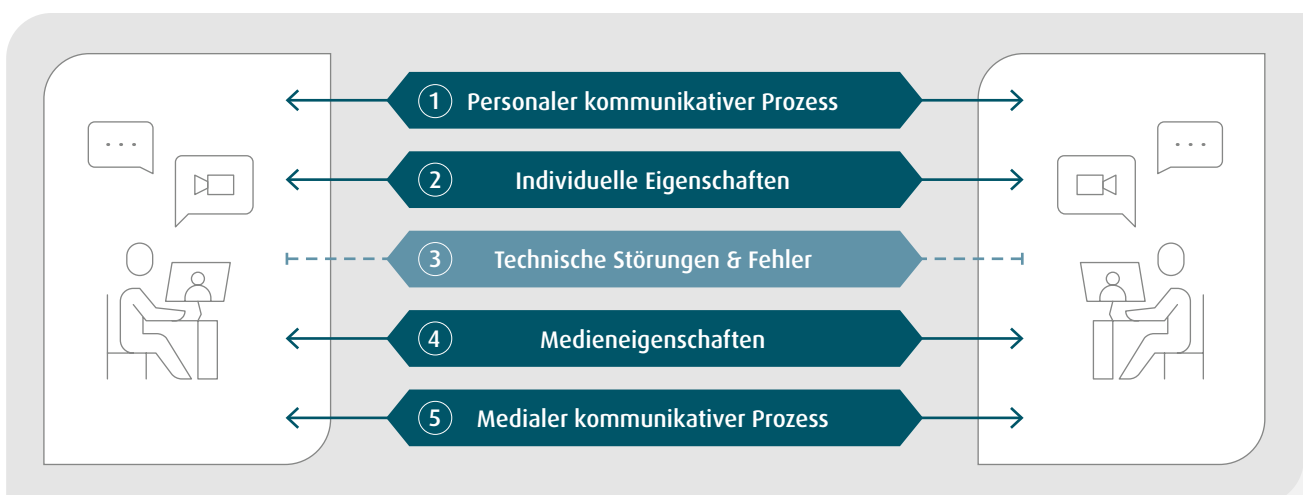 1 Personaler kommunikativer Prozess
2 Individuelle Eigenschaften
3 Technische Störungen & Fehler
4 Medieneigenschaften
5 Medialer kommunikativer Prozess